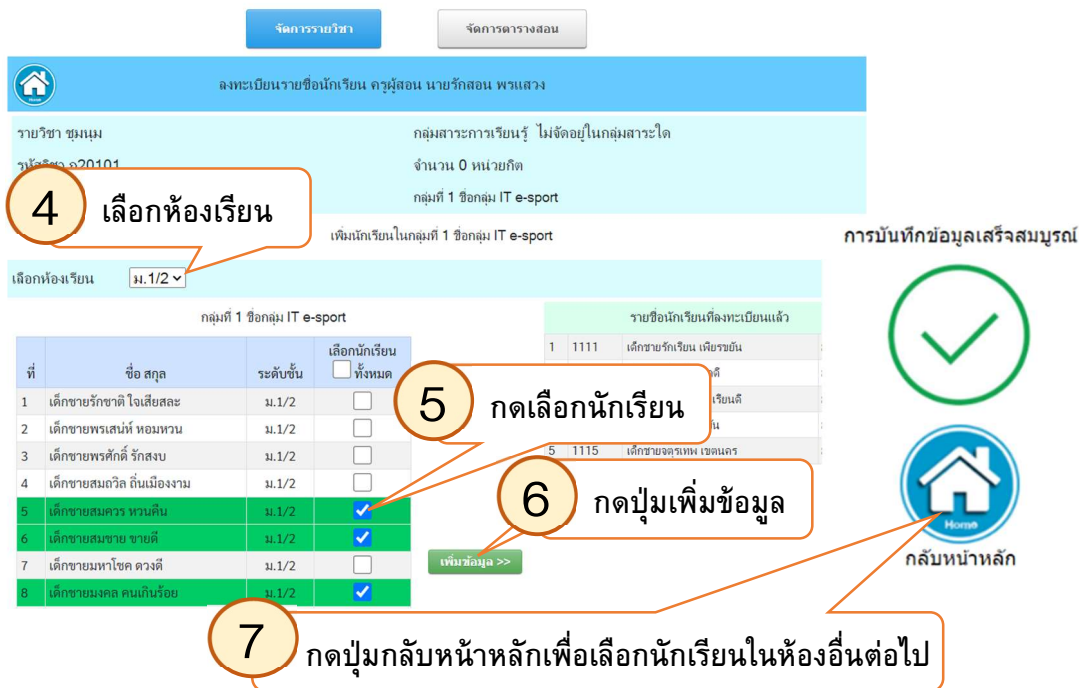 จัดการรายวิชา จัดการตารางสอน
Home
ลงทะเบียนรายชื่อนักเรียน ครูผู้สอน นายรักสอน พรแสวง
รายวิชา ชุมนุม กลุ่มสาระการเรียนรู้ ไม่จัดอยู่ในกลุ่มสาระใด
รหัสวิชา ก20101 จำนวน 0 หน่วยกิต
กลุ่มที่ 1 ชื่อกลุ่ม IT e-sport
4 เลือกห้องเรียน
เพิ่มนักเรียนในกลุ่มที่ 1 ชื่อกลุ่ม IT e-sport
เลือกห้องเรียน ม.1/2
กลุ่มที่ 1 ชื่อกลุ่ม IT e-sport
ที่ ชื่อ สกุล ระดับชั้น เลือกนักเรียน ทั้งหมด
1 เด็กชายรักชาติ ใจเสียสละ ม.1/2
2 เด็กชายพรเสน่ห์ หอมหวน ม.1/2
3 เด็กชายพรศักดิ์ รักสงบ ม.1/2
4 เด็กชายสมถวิล ถิ่นเมืองงาม ม.1/2
5 เด็กชายสมควร หวนคืน ม.1/2
6 เด็กชายสมชาย ขายดี ม.1/2
7 เด็กชายมหาโชค ดวงดี ม.1/2
8 เด็กชายมงคล คนเกินร้อย ม.1/2
รายชื่อนักเรียนที่ลงทะเบียนแล้ว
1 1111 เด็กชายรักเรียน เพียรขยัน
เรียนดี
5 1115 เด็กชายจตุรเทพ เขตนคร
5 กดเลือกนักเรียน
6 กดปุ่มเพิ่มข้อมูล
เพิ่มข้อมูล >>
การบันทึกข้อมูลเสร็จสมบูรณ์
Home
กลับหน้าหลัก
7 กดปุ่มกลับหน้าหลักเพื่อเลือกนักเรียนในห้องอื่นต่อไป